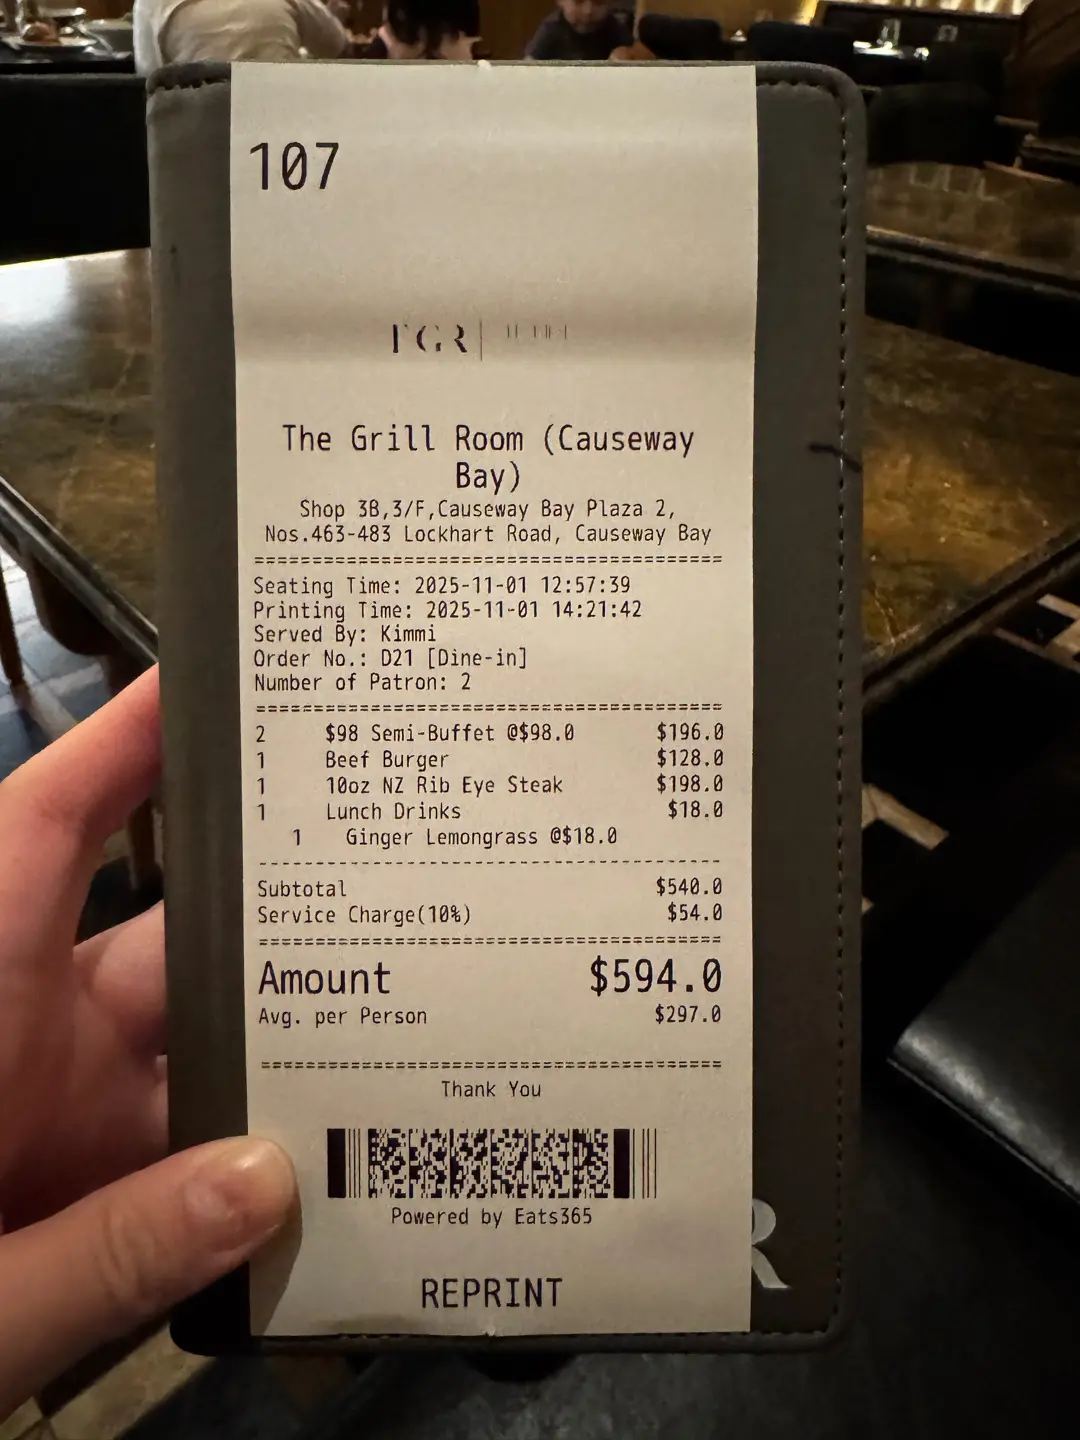 107
The Grill Room (Causeway
Bay)
Shop 3B,3/F,Causeway Bay Plaza 2,
Nos.463-483 Lockhart Road, Causeway Bay
Seating Time: 2025-11-01 12:57:39
Printing Time: 2025-11-01 14:21:42
Served By: Kimmi
Order No.: D21 [Dine-in]
Number of Patron: 2
2 $98 Semi-Buffet @$98.0 $196.0
1 Beef Burger $128.0
1 10oz NZ Rib Eye Steak $198.0
1 Lunch Drinks $18.0
1 Ginger Lemongrass @$18.0
Subtotal $540.0
Service Charge(10%) $54.0
Amount $594.0
Avg. per Person $297.0
Thank You
Powered by Eats365
R
REPRINT